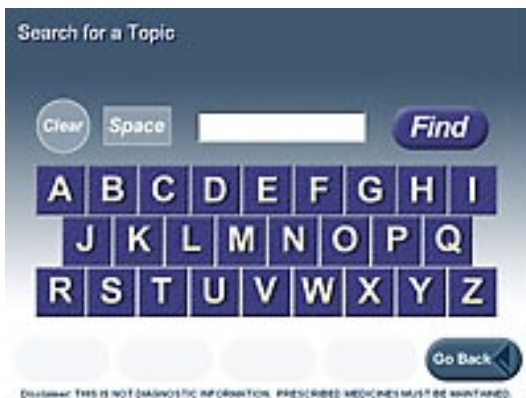 Search for a Topic
Clear Space Find
A B C D E F G H I
J K L M N O P Q
R S T U V W X Y Z
Go Back
Disclaimer: THIS IS NOT DIAGNOSTIC INFORMATION. PRESCRIBED MEDICINES MUST BE MAINTAINED.